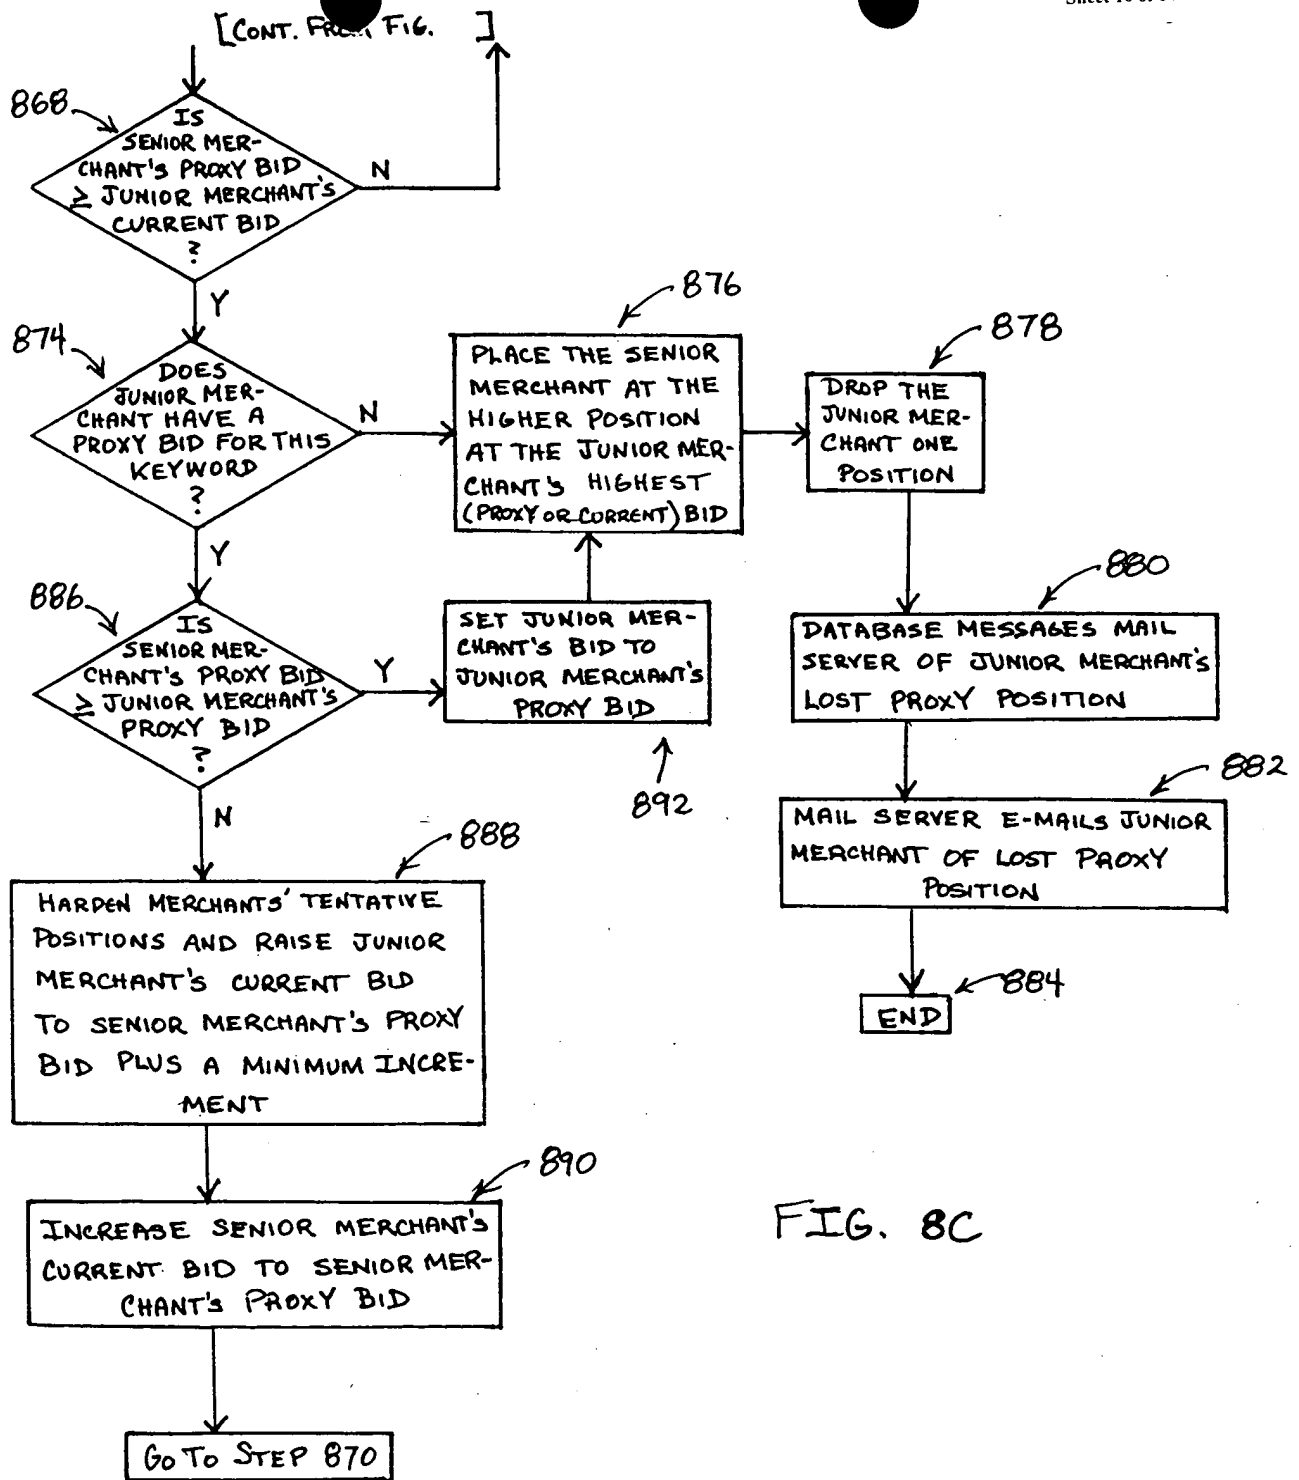 [CONT. FROM FIG. ]
868
IS
SENIOR MER-
CHANT'S PROXY BID
≥ JUNIOR MERCHANT'S
CURRENT BID
?
N
Y
874
DOES
JUNIOR MER-
CHANT HAVE A
PROXY BID FOR THIS
KEYWORD
?
N
Y
876
PLACE THE SENIOR
MERCHANT AT THE
HIGHER POSITION
AT THE JUNIOR MER-
CHANT'S HIGHEST
(PROXY OR CURRENT) BID
878
DROP THE
JUNIOR MER-
CHANT ONE
POSITION
886
IS
SENIOR MER-
CHANT'S PROXY BID
≥ JUNIOR MERCHANT'S
PROXY BID
?
Y
N
SET JUNIOR MER-
CHANT'S BID TO
JUNIOR MERCHANT'S
PROXY BID
892
880
DATABASE MESSAGES MAIL
SERVER OF JUNIOR MERCHANT'S
LOST PROXY POSITION
882
MAIL SERVER E-MAILS JUNIOR
MERCHANT OF LOST PROXY
POSITION
884
END
888
HARDEN MERCHANTS' TENTATIVE
POSITIONS AND RAISE JUNIOR
MERCHANT'S CURRENT BID
TO SENIOR MERCHANT'S PROXY
BID PLUS A MINIMUM INCRE-
MENT
890
INCREASE SENIOR MERCHANT'S
CURRENT BID TO SENIOR MER-
CHANT'S PROXY BID
GO TO STEP 870
FIG. 8C